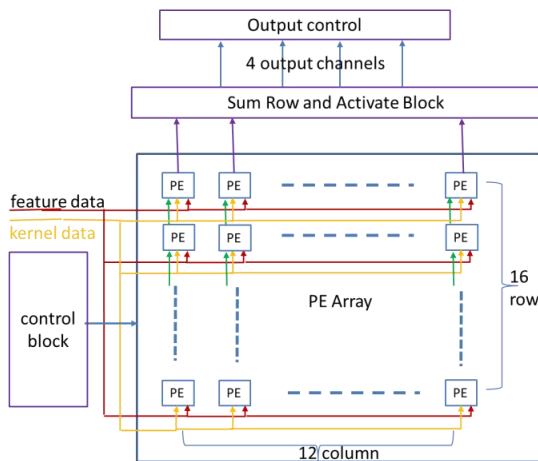 Output control
4 output channels
Sum Row and Activate Block
PE PE PE
feature data
kernel data
PE PE PE
16
row
PE Array
control
block
PE PE PE
12 column